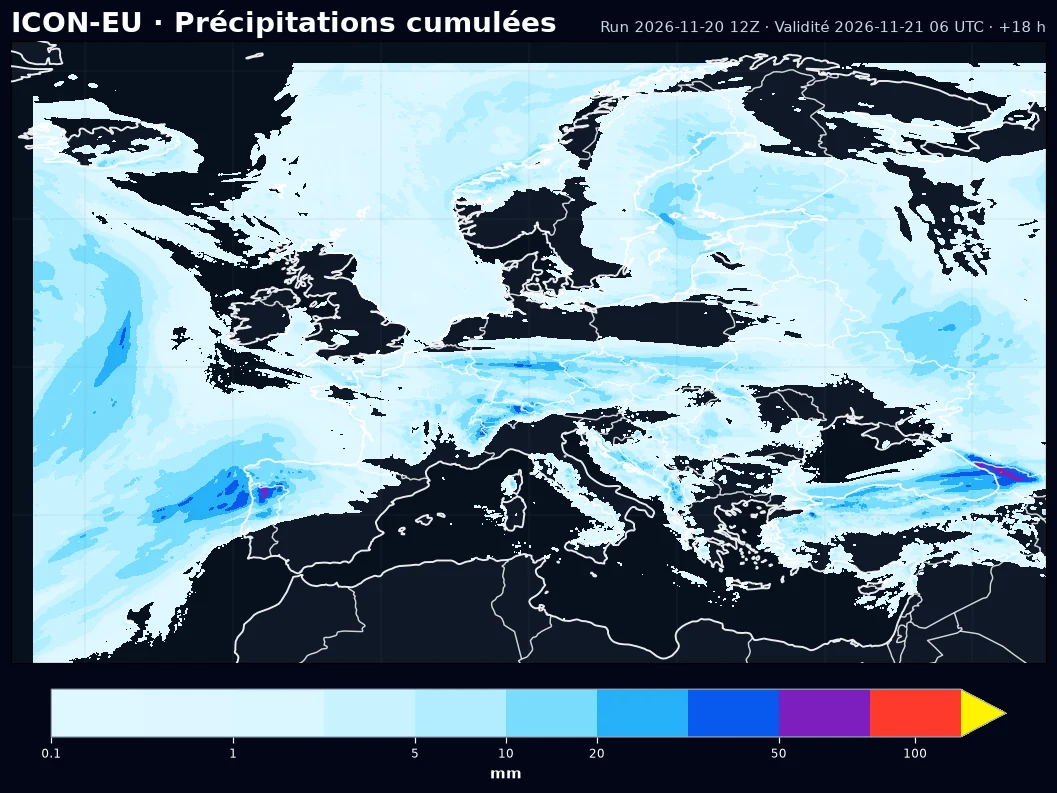 ICON-EU · Précipitations cumulées
Run 2026-11-20 12Z · Validité 2026-11-21 06 UTC · +18 h
0.1 1 5 10 20 50 100
mm